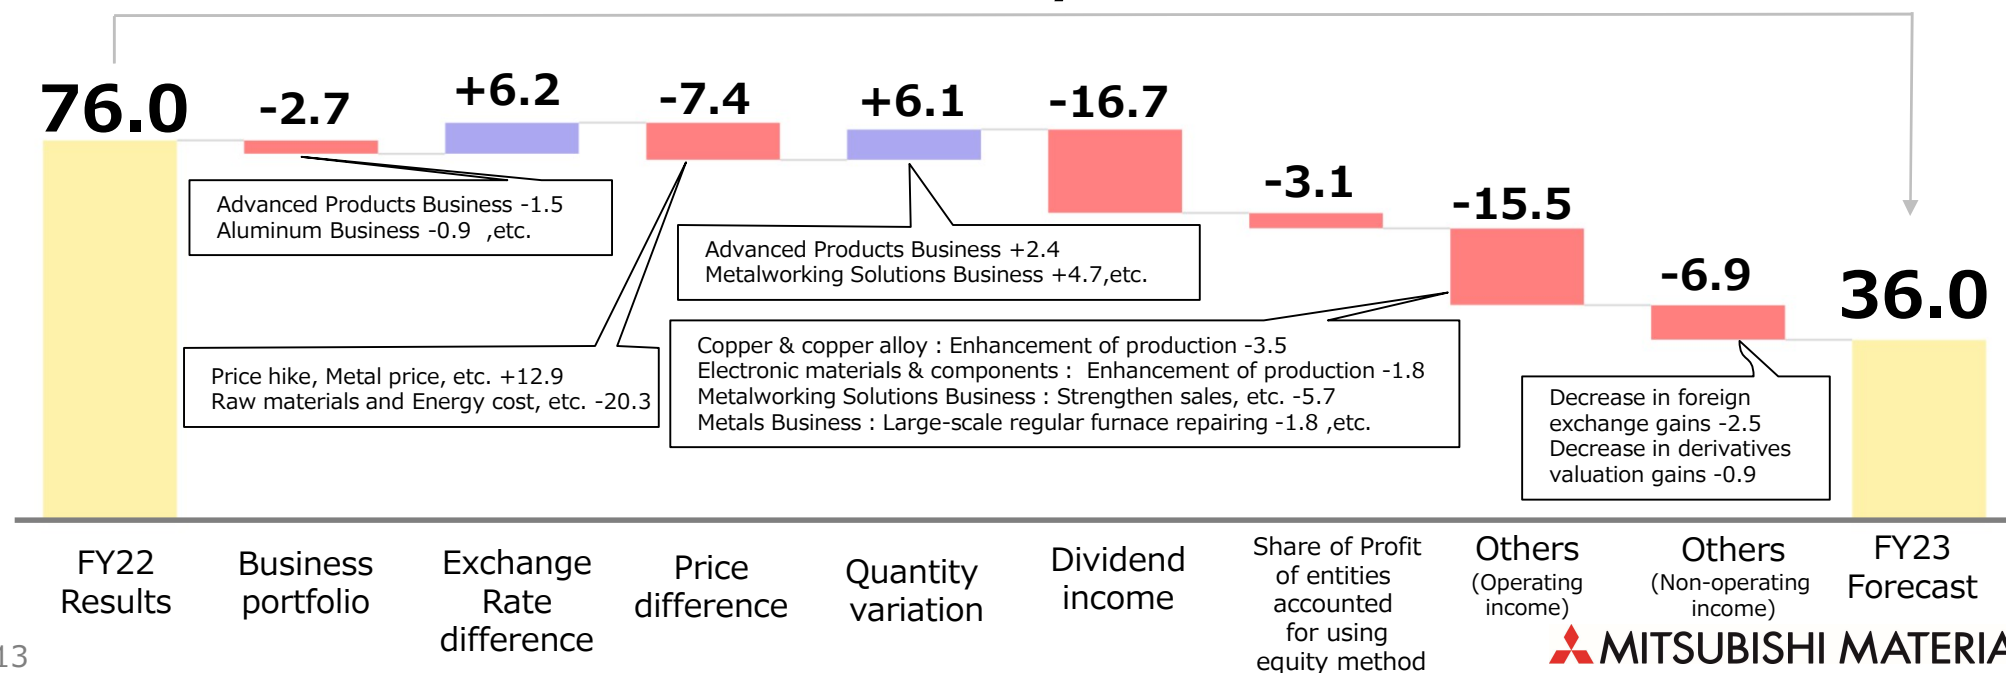 76.0
-2.7
+6.2
-7.4
+6.1
-16.7
-3.1
-15.5
-6.9
36.0
Advanced Products Business -1.5
Aluminum Business -0.9 ,etc.
Price hike, Metal price, etc. +12.9
Raw materials and Energy cost, etc. -20.3
Advanced Products Business +2.4
Metalworking Solutions Business +4.7,etc.
Copper & copper alloy : Enhancement of production -3.5
Electronic materials & components : Enhancement of production -1.8
Metalworking Solutions Business : Strengthen sales, etc. -5.7
Metals Business : Large-scale regular furnace repairing -1.8 ,etc.
Decrease in foreign
exchange gains -2.5
Decrease in derivatives
valuation gains -0.9
FY22
Results
Business
portfolio
Exchange
Rate
difference
Price
difference
Quantity
variation
Dividend
income
Share of Profit
of entities
accounted
for using
equity method
Others
(Operating
income)
Others
(Non-operating
income)
FY23
Forecast
13
MITSUBISHI MATERIA